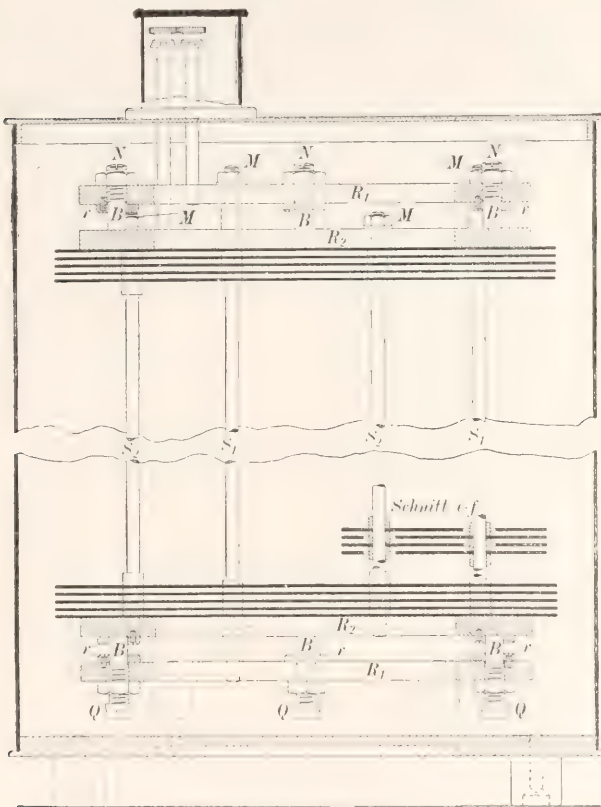 N M N M N
R₁
r B M B M B r
R₂
S₂ S₁ S₂ S₁
Schnitt e f
R₂
r B B r B r
R₁
Q Q Q